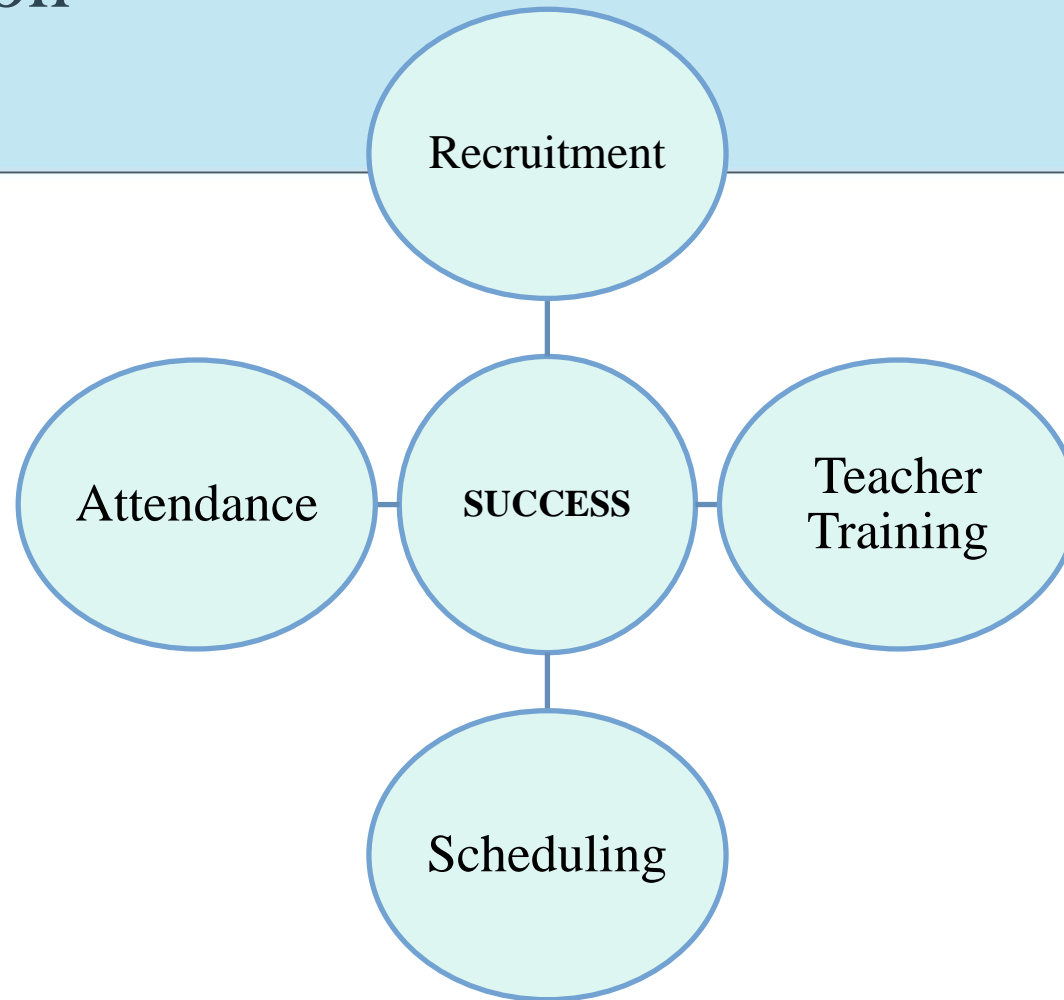 Recruitment
Attendance
SUCCESS
Teacher
Training
Scheduling